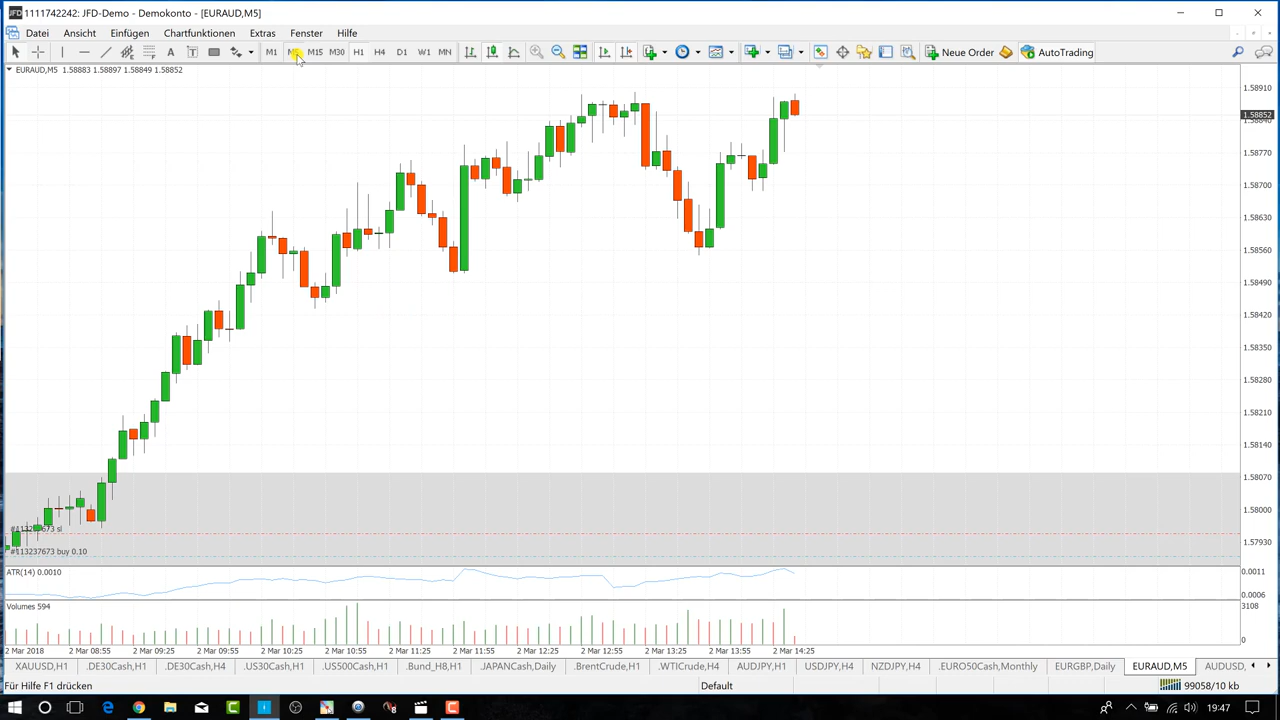 1111742242: JFD-Demo - Demokonto - [EURAUD,M5]
Datei Ansicht Einfügen Chartfunktionen Extras Fenster Hilfe
M1 M15 M30 H1 H4 D1 W1 MN Neue Order AutoTrading
EURAUD,M5 1.58883 1.58897 1.58849 1.58852
1.58910
1.58852
1.58840
1.58770
1.58700
1.58630
1.58560
1.58490
1.58420
1.58350
1.58280
1.58210
1.58140
1.58070
1.58000
1.57930
#113237673 sl
#113237673 buy 0.10
ATR(14) 0.0010
0.0011
0.0006
Volumes 594
3108
0
2 Mar 2018 2 Mar 08:55 2 Mar 09:25 2 Mar 09:55 2 Mar 10:25 2 Mar 10:55 2 Mar 11:25 2 Mar 11:55 2 Mar 12:25 2 Mar 12:55 2 Mar 13:25 2 Mar 13:55 2 Mar 14:25
XAUUSD,H1 .DE30Cash,H1 .DE30Cash,H4 .US30Cash,H1 .US500Cash,H1 .Bund_H8,H1 .JAPANCash,Daily .BrentCrude,H1 .WTICrude,H4 AUDJPY,H1 USDJPY,H4 NZDJPY,H4 .EURO50Cash,Monthly EURGBP,Daily EURAUD,M5 AUDUSD,
Für Hilfe F1 drücken Default 99058/10 kb
19:47